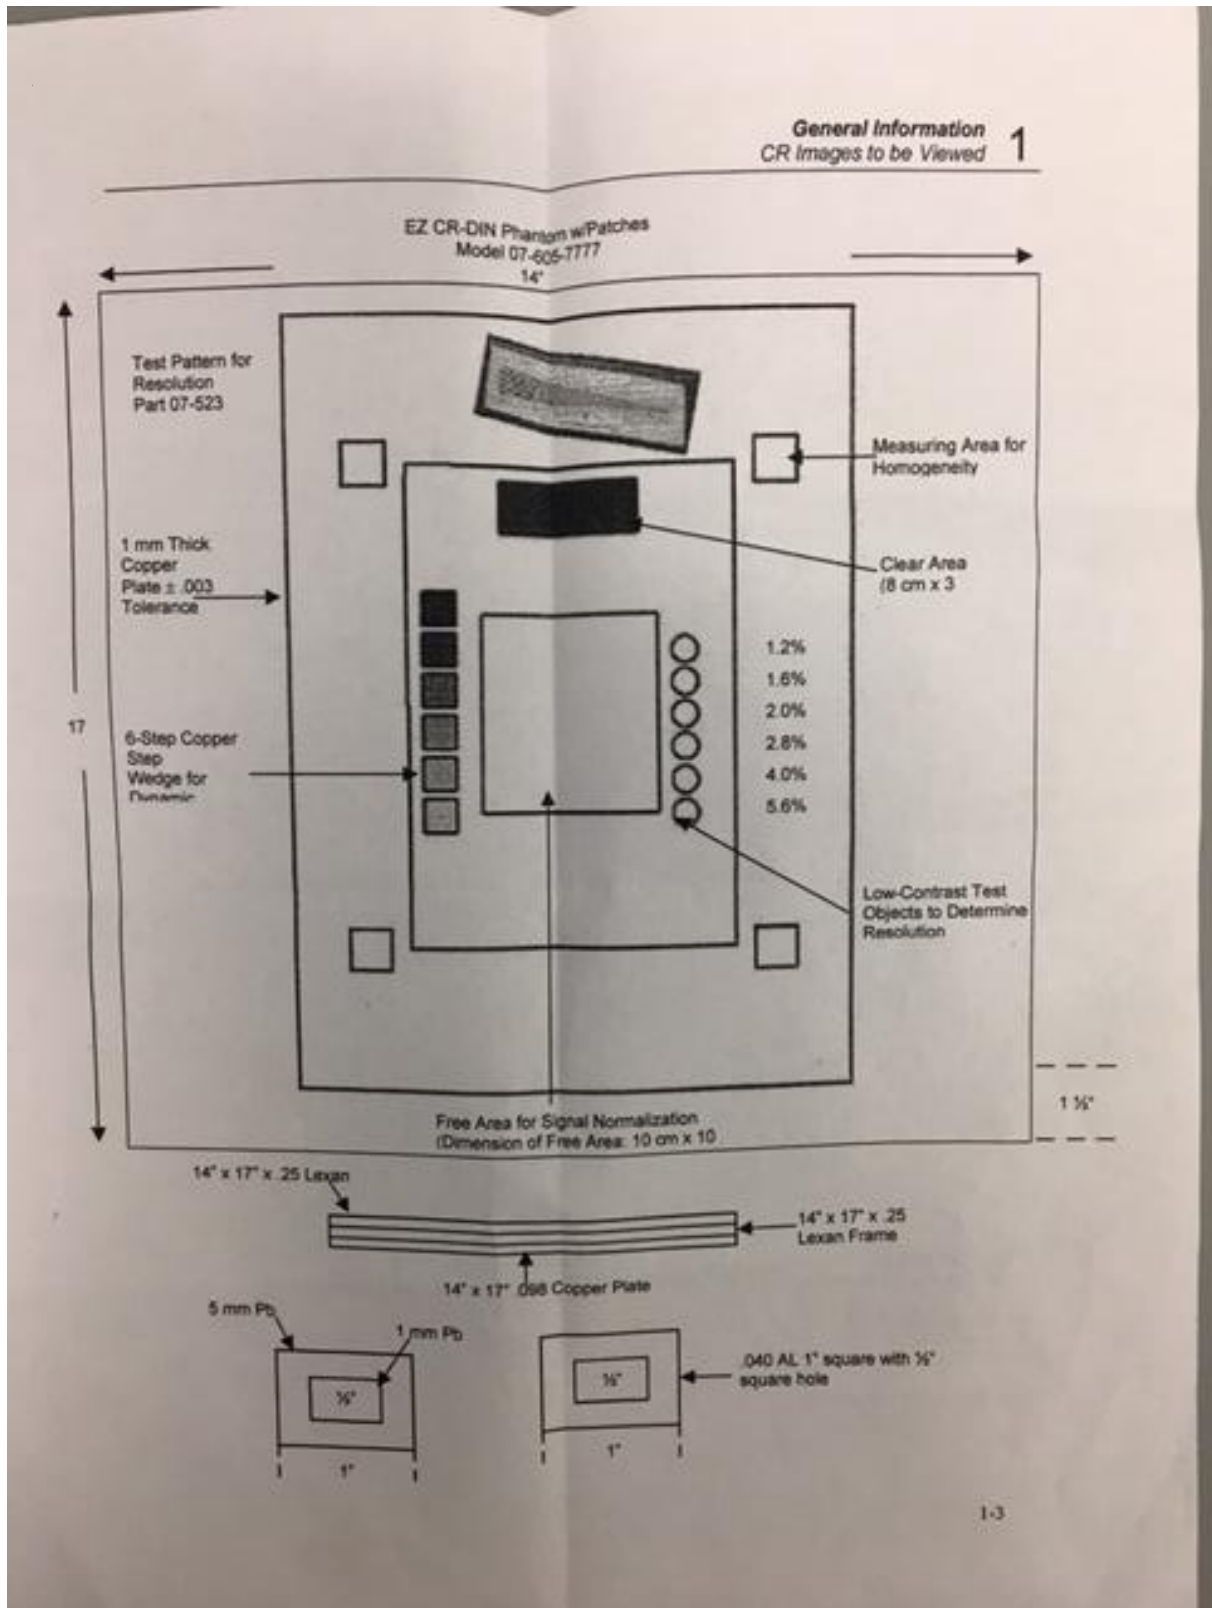 General Information
CR Images to be Viewed
1
EZ CR-DIN Phantom w/Patches
Model 07-605-7777
14"
Test Pattern for
Resolution
Part 07-523
Measuring Area for
Homogeneity
1 mm Thick
Copper
Plate ± .003
Tolerance
Clear Area
(8 cm x 3
1.2%
1.6%
2.0%
2.8%
4.0%
5.6%
17
6-Step Copper
Step
Wedge for
Dynamic
Low-Contrast Test
Objects to Determine
Resolution
1 ½"
Free Area for Signal Normalization
(Dimension of Free Area: 10 cm x 10
14" x 17" x .25 Lexan
14" x 17" x .25
Lexan Frame
14" x 17" .098 Copper Plate
5 mm Pb
1 mm Pb
½"
1"
½"
.040 AL 1" square with ½"
square hole
1"
1-3